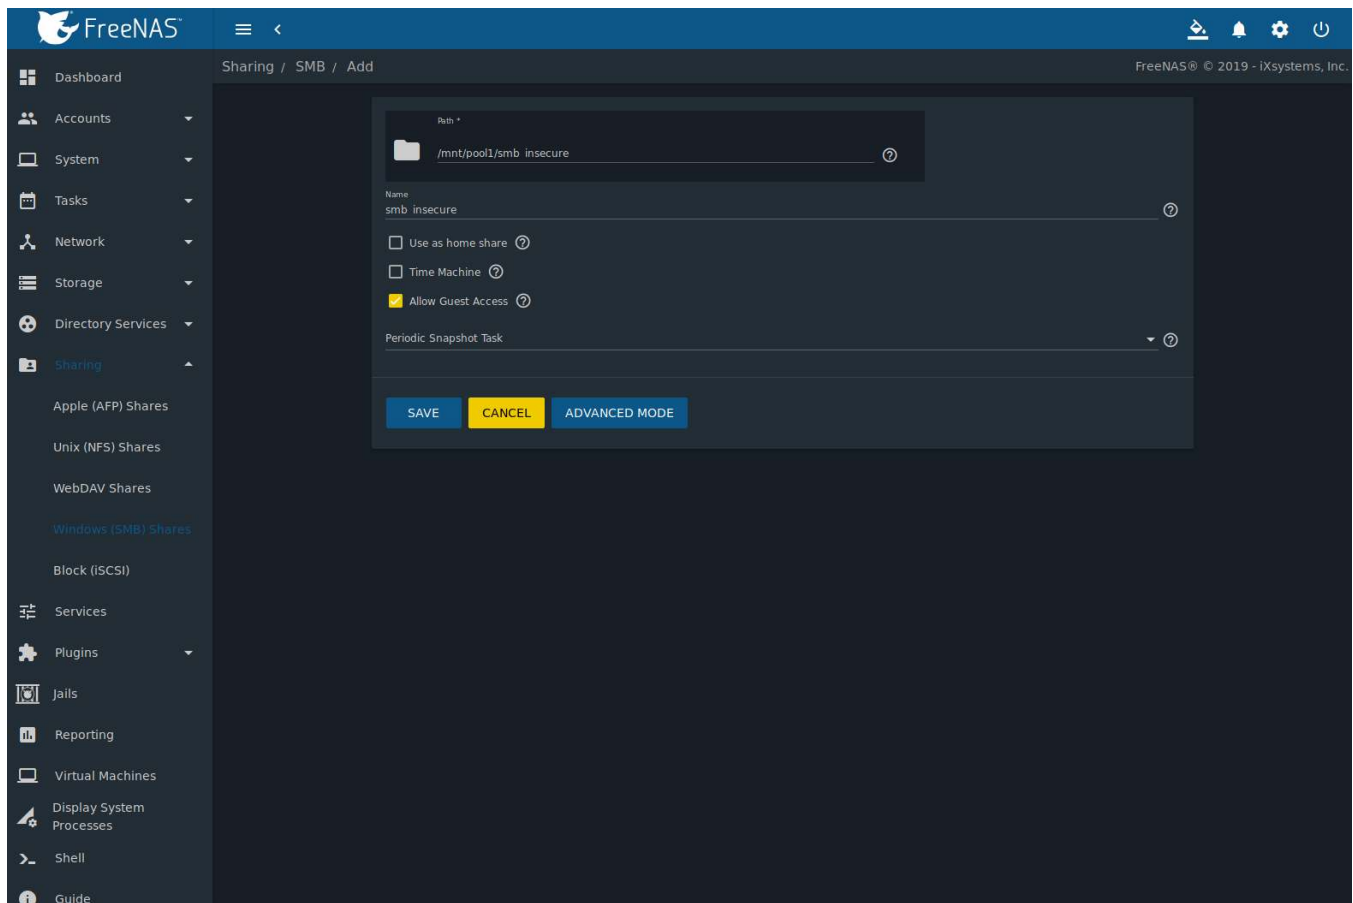 FreeNAS™
Sharing / SMB / Add
FreeNAS® © 2019 - iXsystems, Inc.
Dashboard
Accounts
System
Tasks
Network
Storage
Directory Services
Sharing
Apple (AFP) Shares
Unix (NFS) Shares
WebDAV Shares
Windows (SMB) Shares
Block (iSCSI)
Services
Plugins
Jails
Reporting
Virtual Machines
Display System
Processes
Shell
Guide
Path *
/mnt/pool1/smb insecure
Name
smb insecure
Use as home share
Time Machine
Allow Guest Access
Periodic Snapshot Task
SAVE
CANCEL
ADVANCED MODE